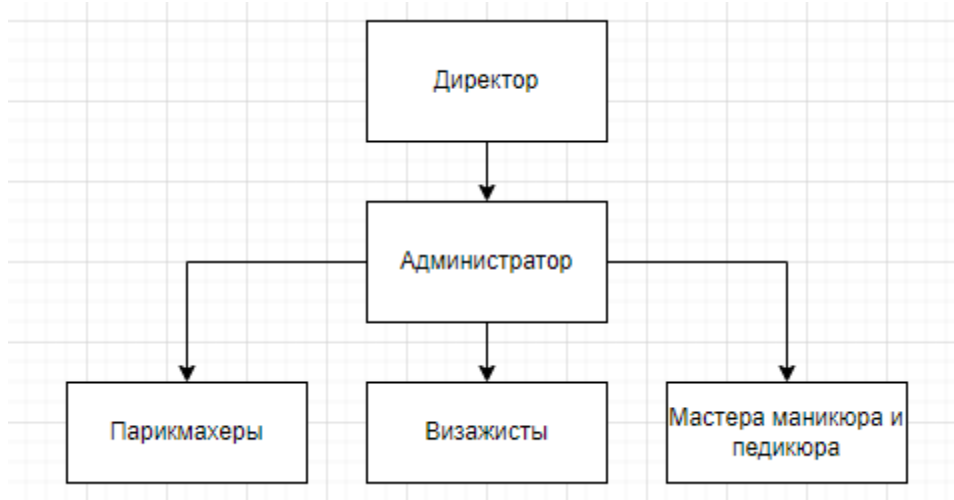 Директор
Администратор
Парикмахеры
Визажисты
Мастера маникюра и
педикюра